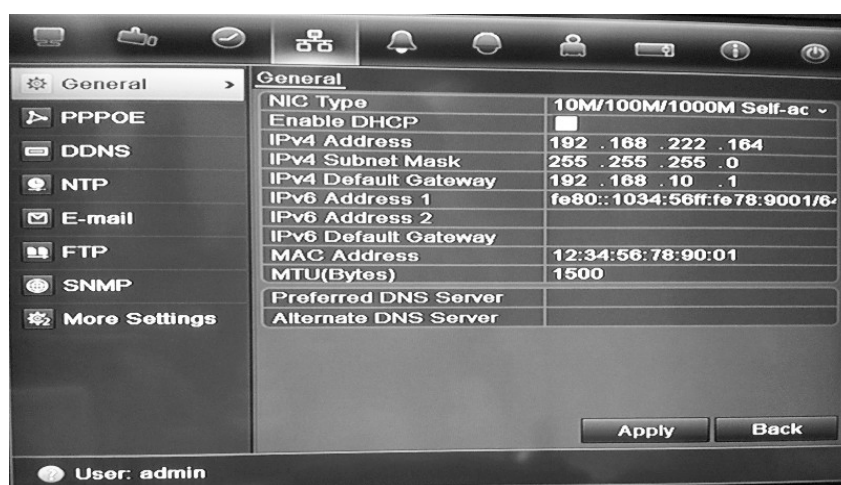 General >
PPPOE
DDNS
NTP
E-mail
FTP
SNMP
More Settings
General
NIC Type 10M/100M/1000M Self-ac
Enable DHCP
IPv4 Address 192 .168 .222 .164
IPv4 Subnet Mask 255 .255 .255 .0
IPv4 Default Gateway 192 .168 .10 .1
IPv6 Address 1 fe80::1034:56ff:fe78:9001/64
IPv6 Address 2
IPv6 Default Gateway
MAC Address 12:34:56:78:90:01
MTU(Bytes) 1500
Preferred DNS Server
Alternate DNS Server
Apply Back
User: admin